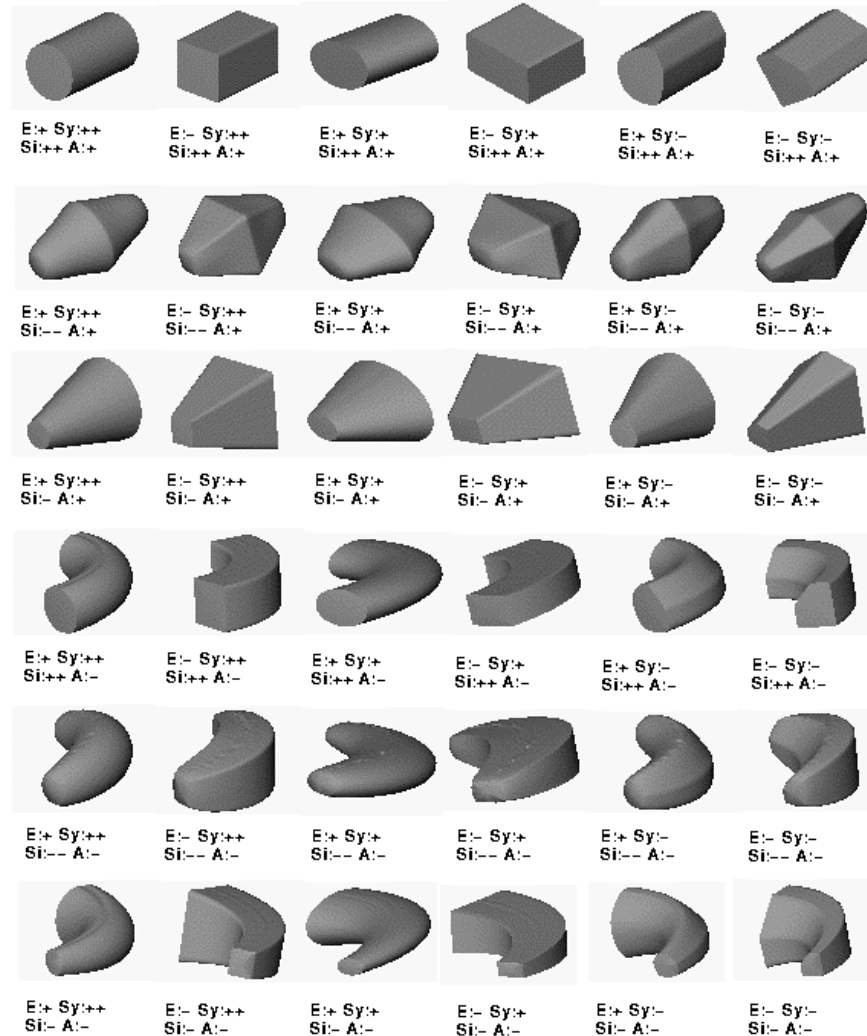 E:+ Sy:++
Si:++ A:+
E:– Sy:++
Si:++ A:+
E:+ Sy:+
Si:++ A:+
E:– Sy:+
Si:++ A:+
E:+ Sy:–
Si:++ A:+
E:– Sy:–
Si:++ A:+
E:+ Sy:++
Si:–– A:+
E:– Sy:++
Si:–– A:+
E:+ Sy:+
Si:–– A:+
E:– Sy:+
Si:–– A:+
E:+ Sy:–
Si:–– A:+
E:– Sy:–
Si:–– A:+
E:+ Sy:++
Si:– A:+
E:– Sy:++
Si:– A:+
E:+ Sy:+
Si:– A:+
E:– Sy:+
Si:– A:+
E:+ Sy:–
Si:– A:+
E:– Sy:–
Si:– A:+
E:+ Sy:++
Si:++ A:–
E:– Sy:++
Si:++ A:–
E:+ Sy:+
Si:++ A:–
E:– Sy:+
Si:++ A:–
E:+ Sy:–
Si:++ A:–
E:– Sy:–
Si:++ A:–
E:+ Sy:++
Si:–– A:–
E:– Sy:++
Si:–– A:–
E:+ Sy:+
Si:–– A:–
E:– Sy:+
Si:–– A:–
E:+ Sy:–
Si:–– A:–
E:– Sy:–
Si:–– A:–
E:+ Sy:++
Si:– A:–
E:– Sy:++
Si:– A:–
E:+ Sy:+
Si:– A:–
E:– Sy:+
Si:– A:–
E:+ Sy:–
Si:– A:–
E:– Sy:–
Si:– A:–